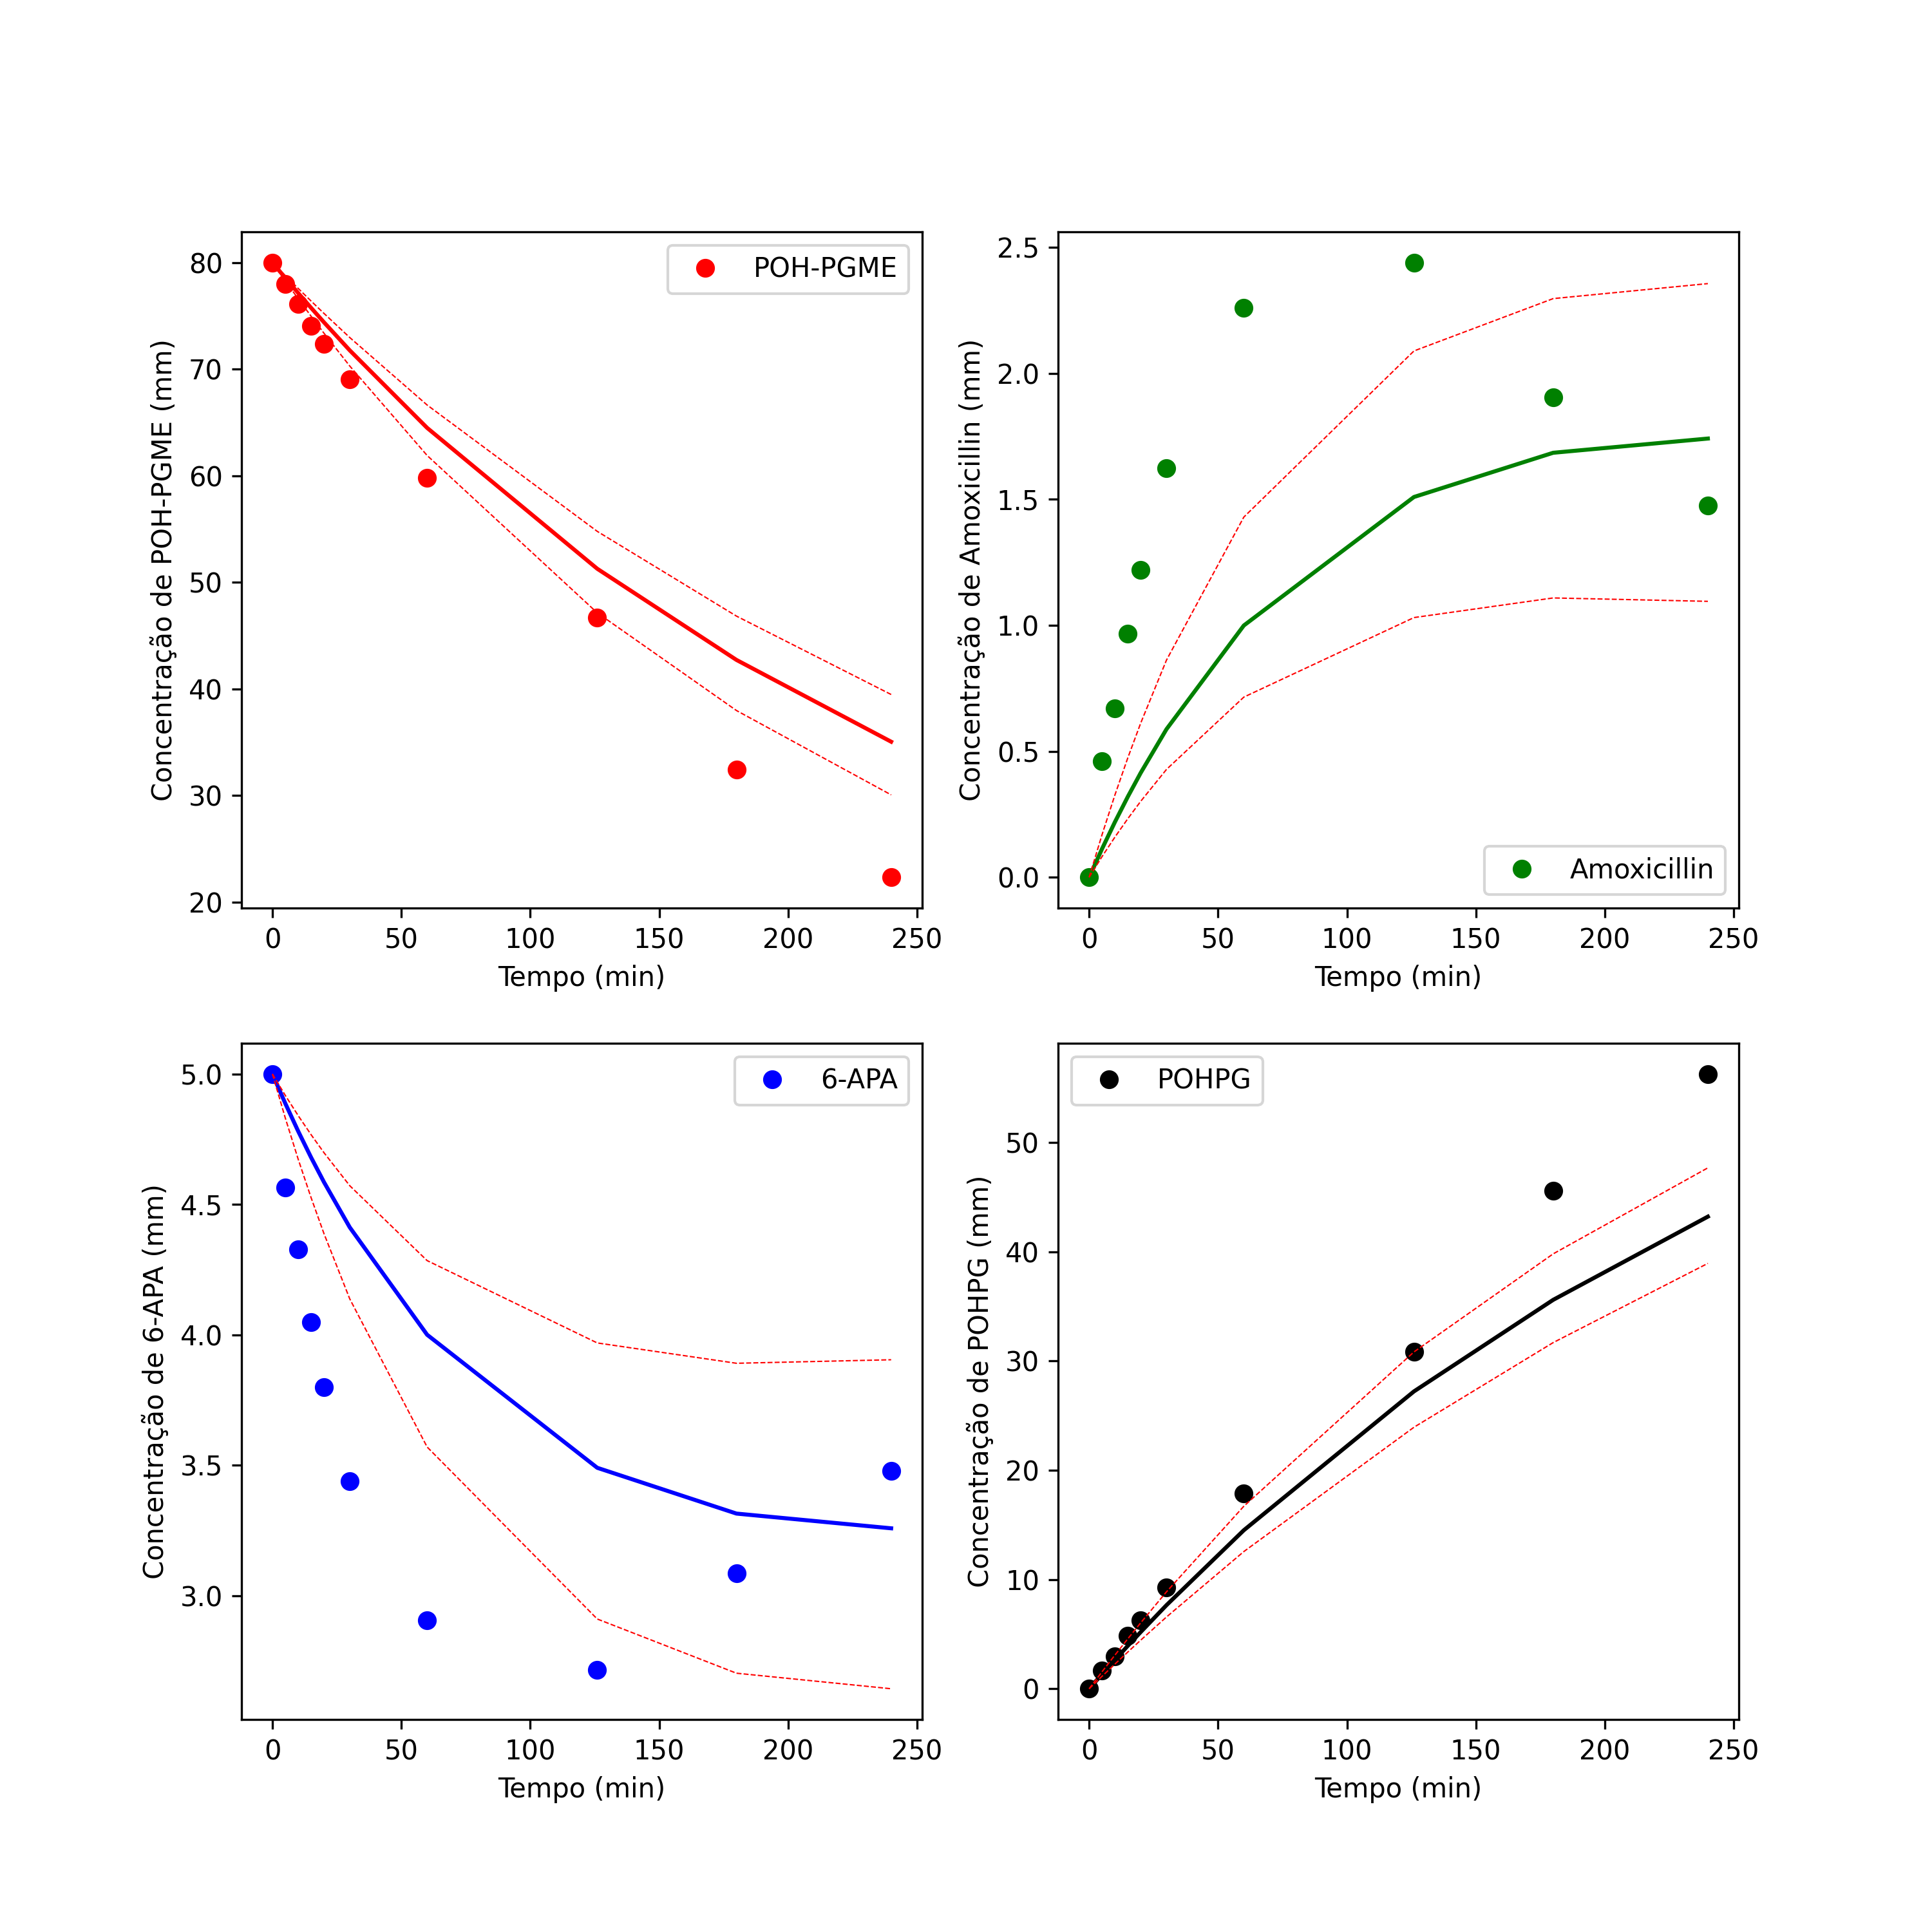 POH-PGME
Concentração de POH-PGME (mm)
80
70
60
50
40
30
20
0 50 100 150 200 250
Tempo (min)
Amoxicillin
Concentração de Amoxicillin (mm)
2.5
2.0
1.5
1.0
0.5
0.0
0 50 100 150 200 250
Tempo (min)
6-APA
Concentração de 6-APA (mm)
5.0
4.5
4.0
3.5
3.0
0 50 100 150 200 250
Tempo (min)
POHPG
Concentração de POHPG (mm)
50
40
30
20
10
0
0 50 100 150 200 250
Tempo (min)